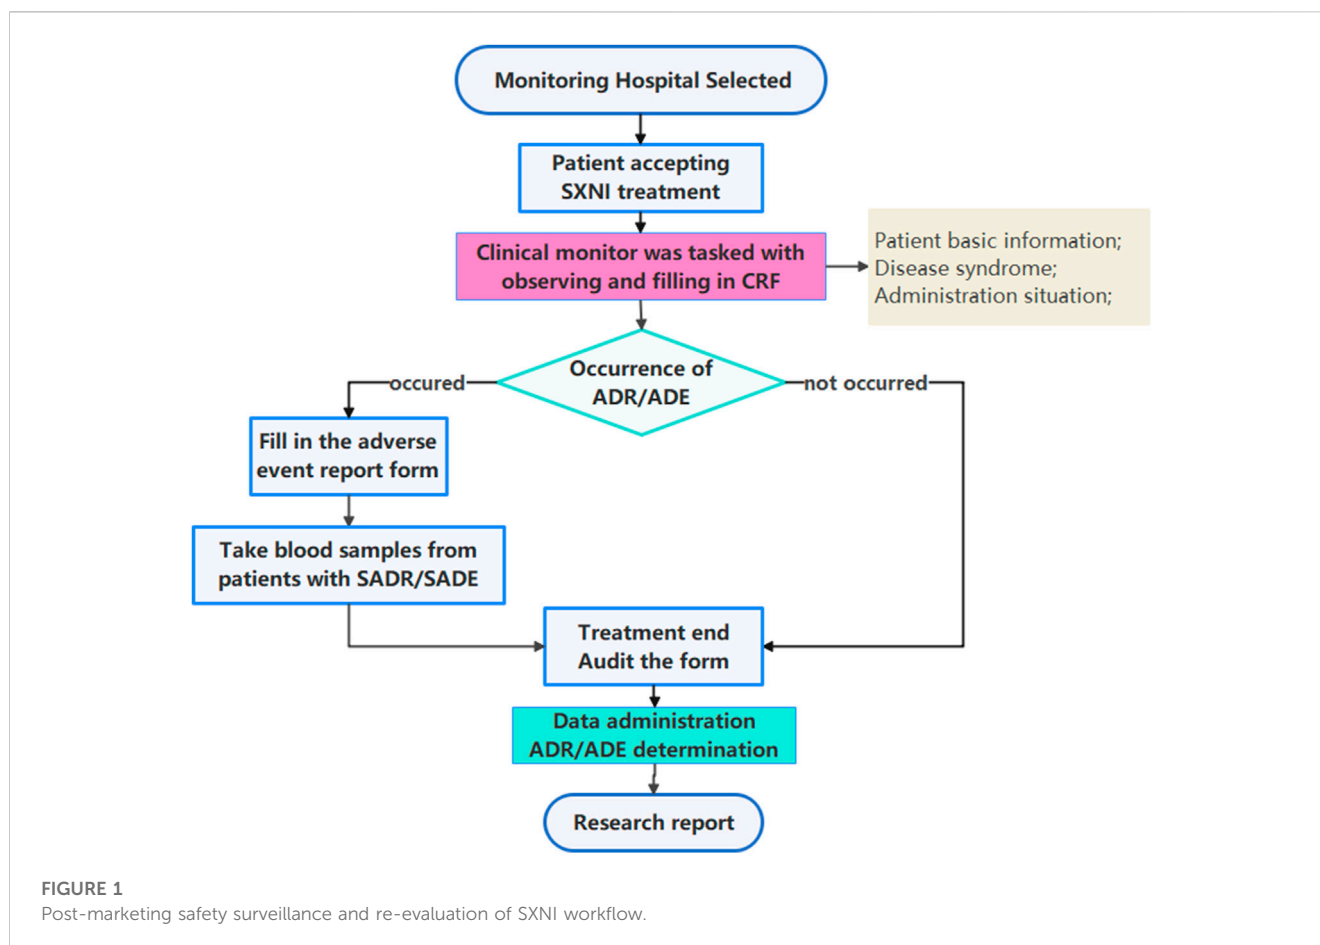 Monitoring Hospital Selected
Patient accepting
SXNI treatment
Clinical monitor was tasked with
observing and filling in CRF
Patient basic information;
Disease syndrome;
Administration situation;
Occurrence of
ADR/ADE
occured
not occurred
Fill in the adverse
event report form
Take blood samples from
patients with SADR/SADE
Treatment end
Audit the form
Data administration
ADR/ADE determination
Research report
FIGURE 1
Post-marketing safety surveillance and re-evaluation of SXNI workflow.